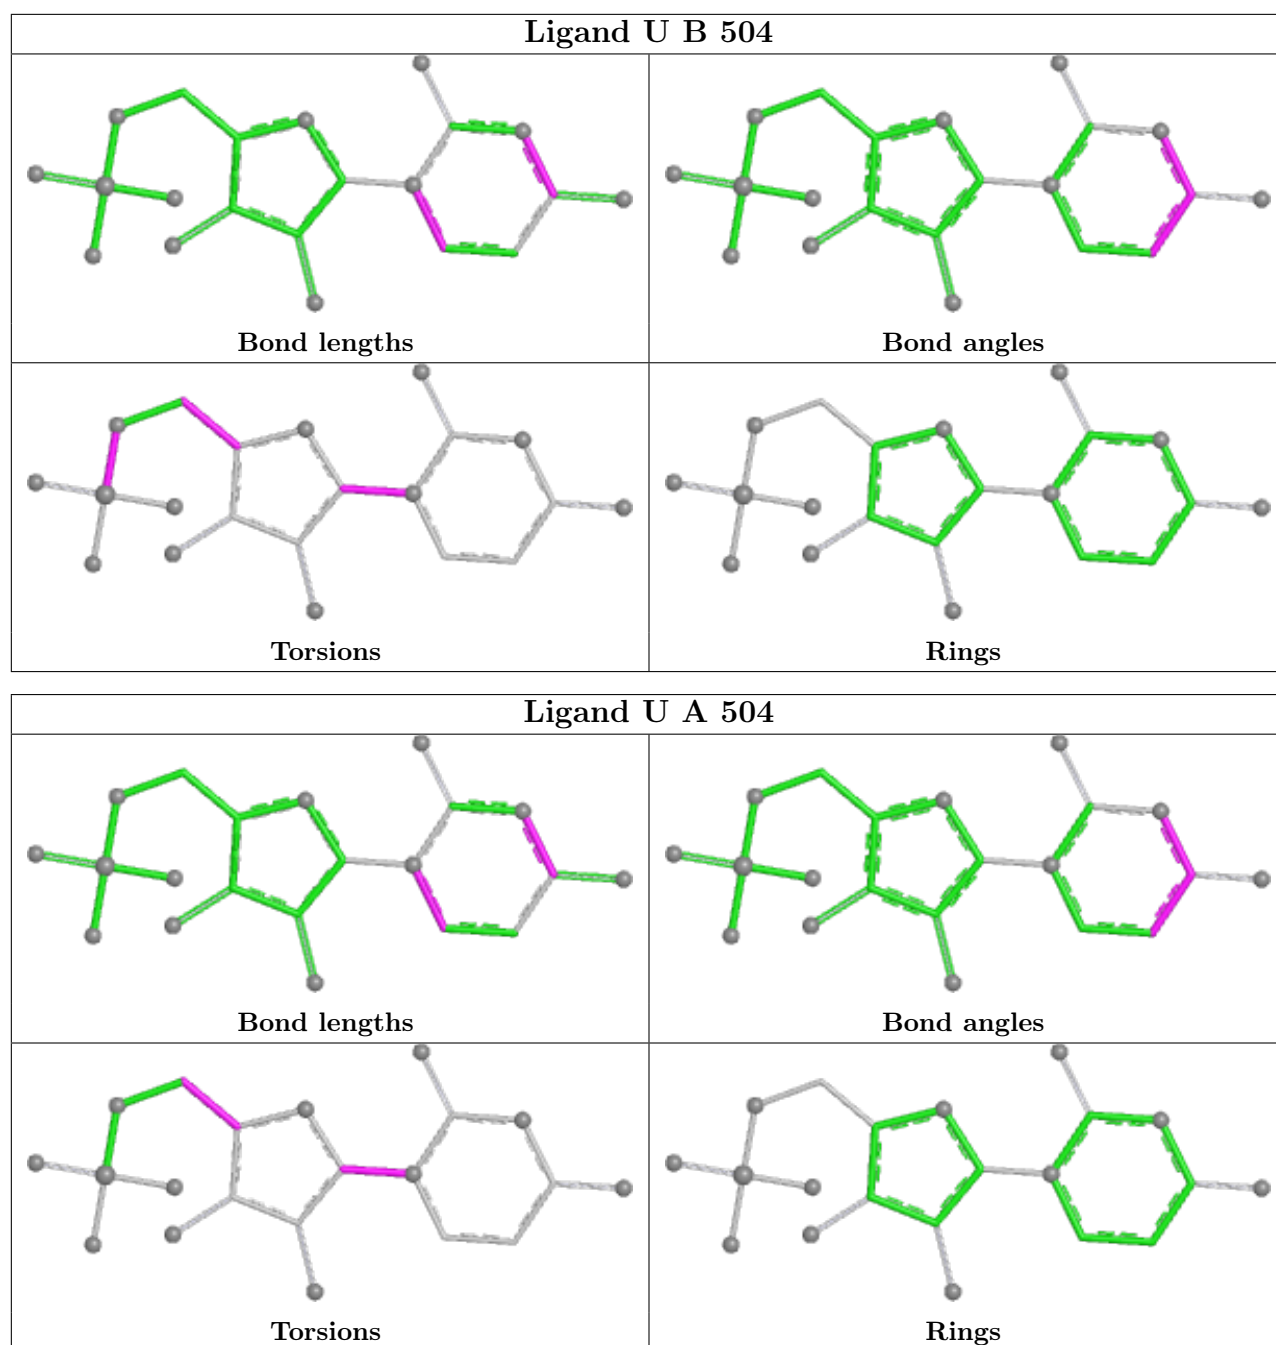 Ligand U B 504
Bond lengths
Bond angles
Torsions
Rings
Ligand U A 504
Bond lengths
Bond angles
Torsions
Rings